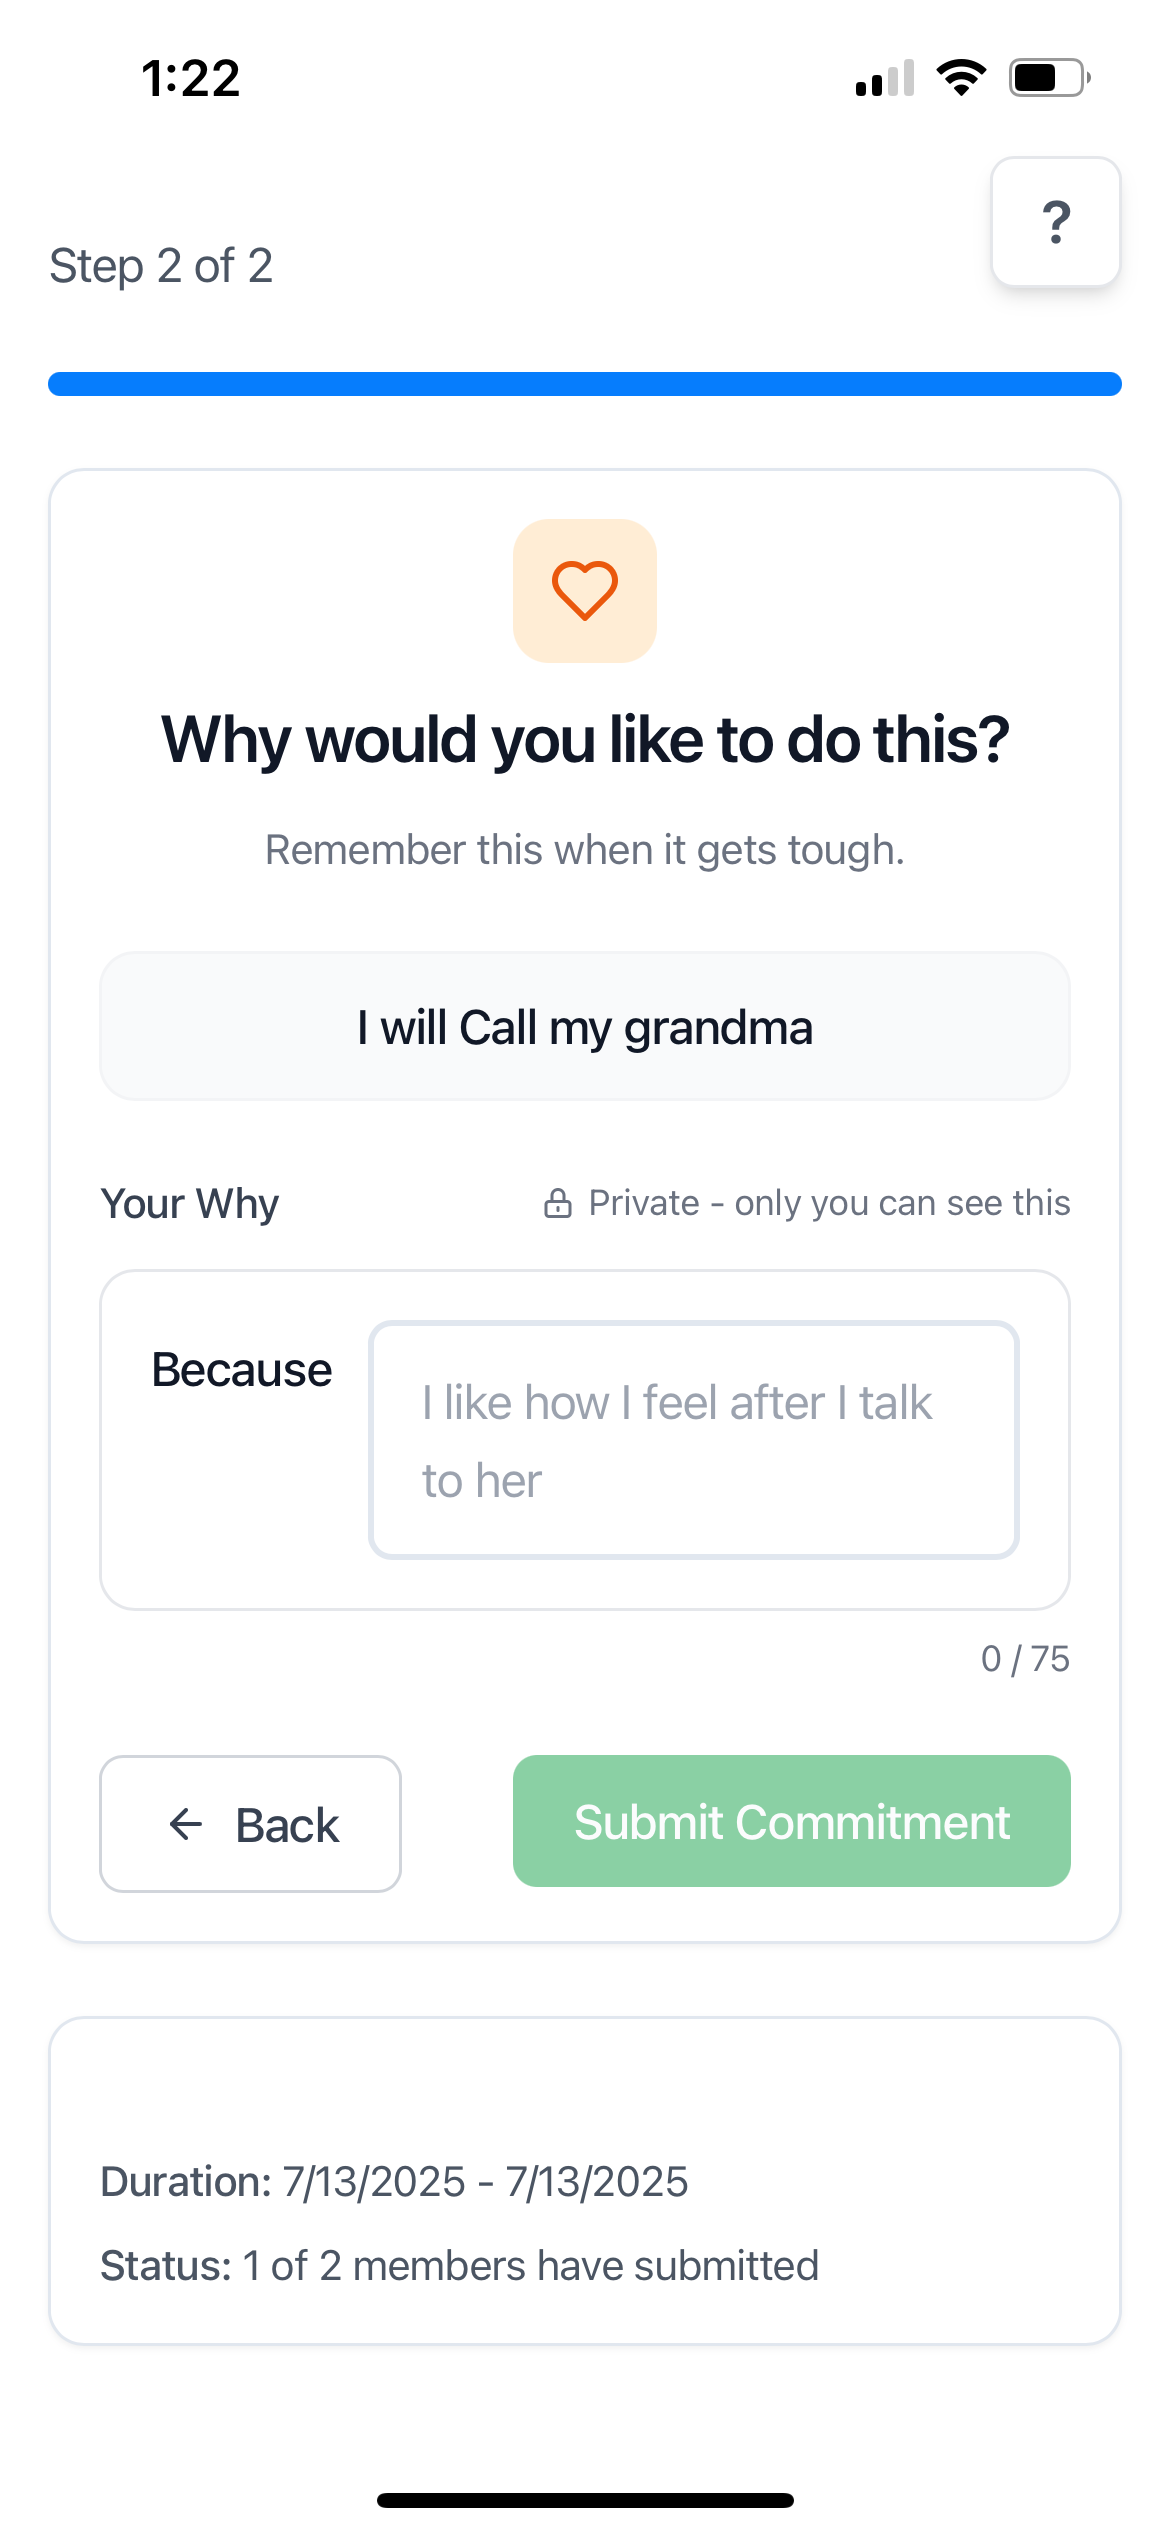 1:22
?
Step 2 of 2
Why would you like to do this?
Remember this when it gets tough.
I will Call my grandma
Your Why
Private - only you can see this
Because
I like how I feel after I talk
to her
0 / 75
← Back
Submit Commitment
Duration: 7/13/2025 - 7/13/2025
Status: 1 of 2 members have submitted